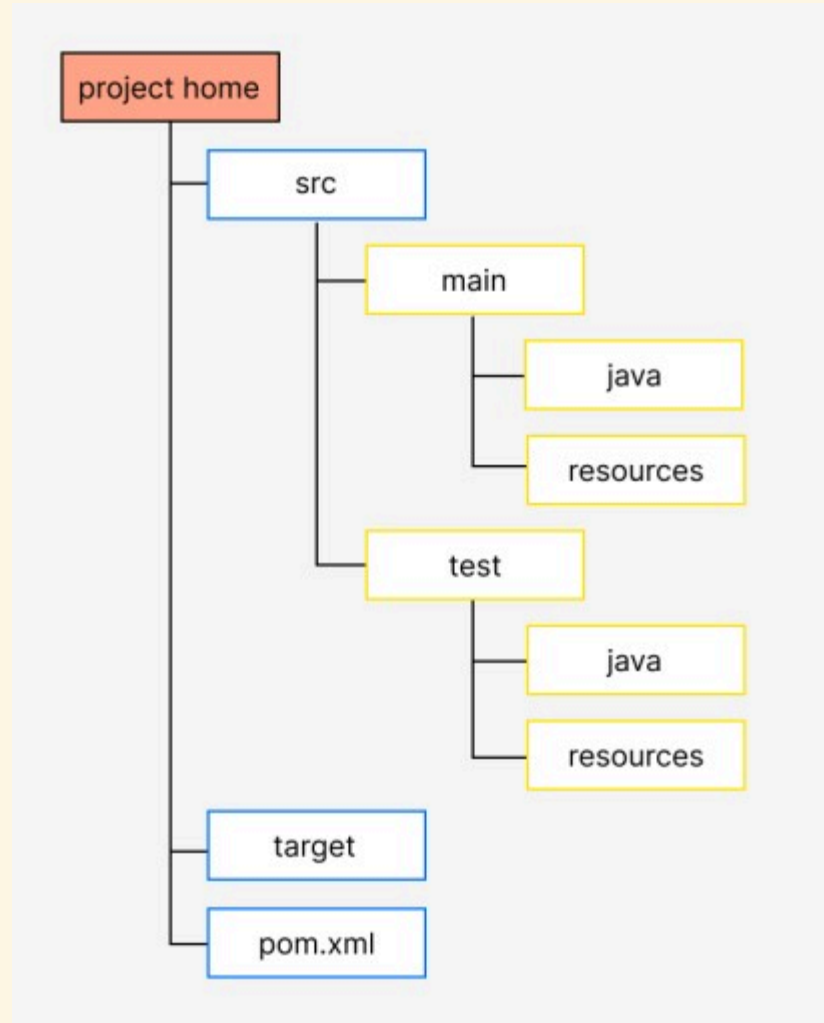 project home
src
main
java
resources
test
java
resources
target
pom.xml